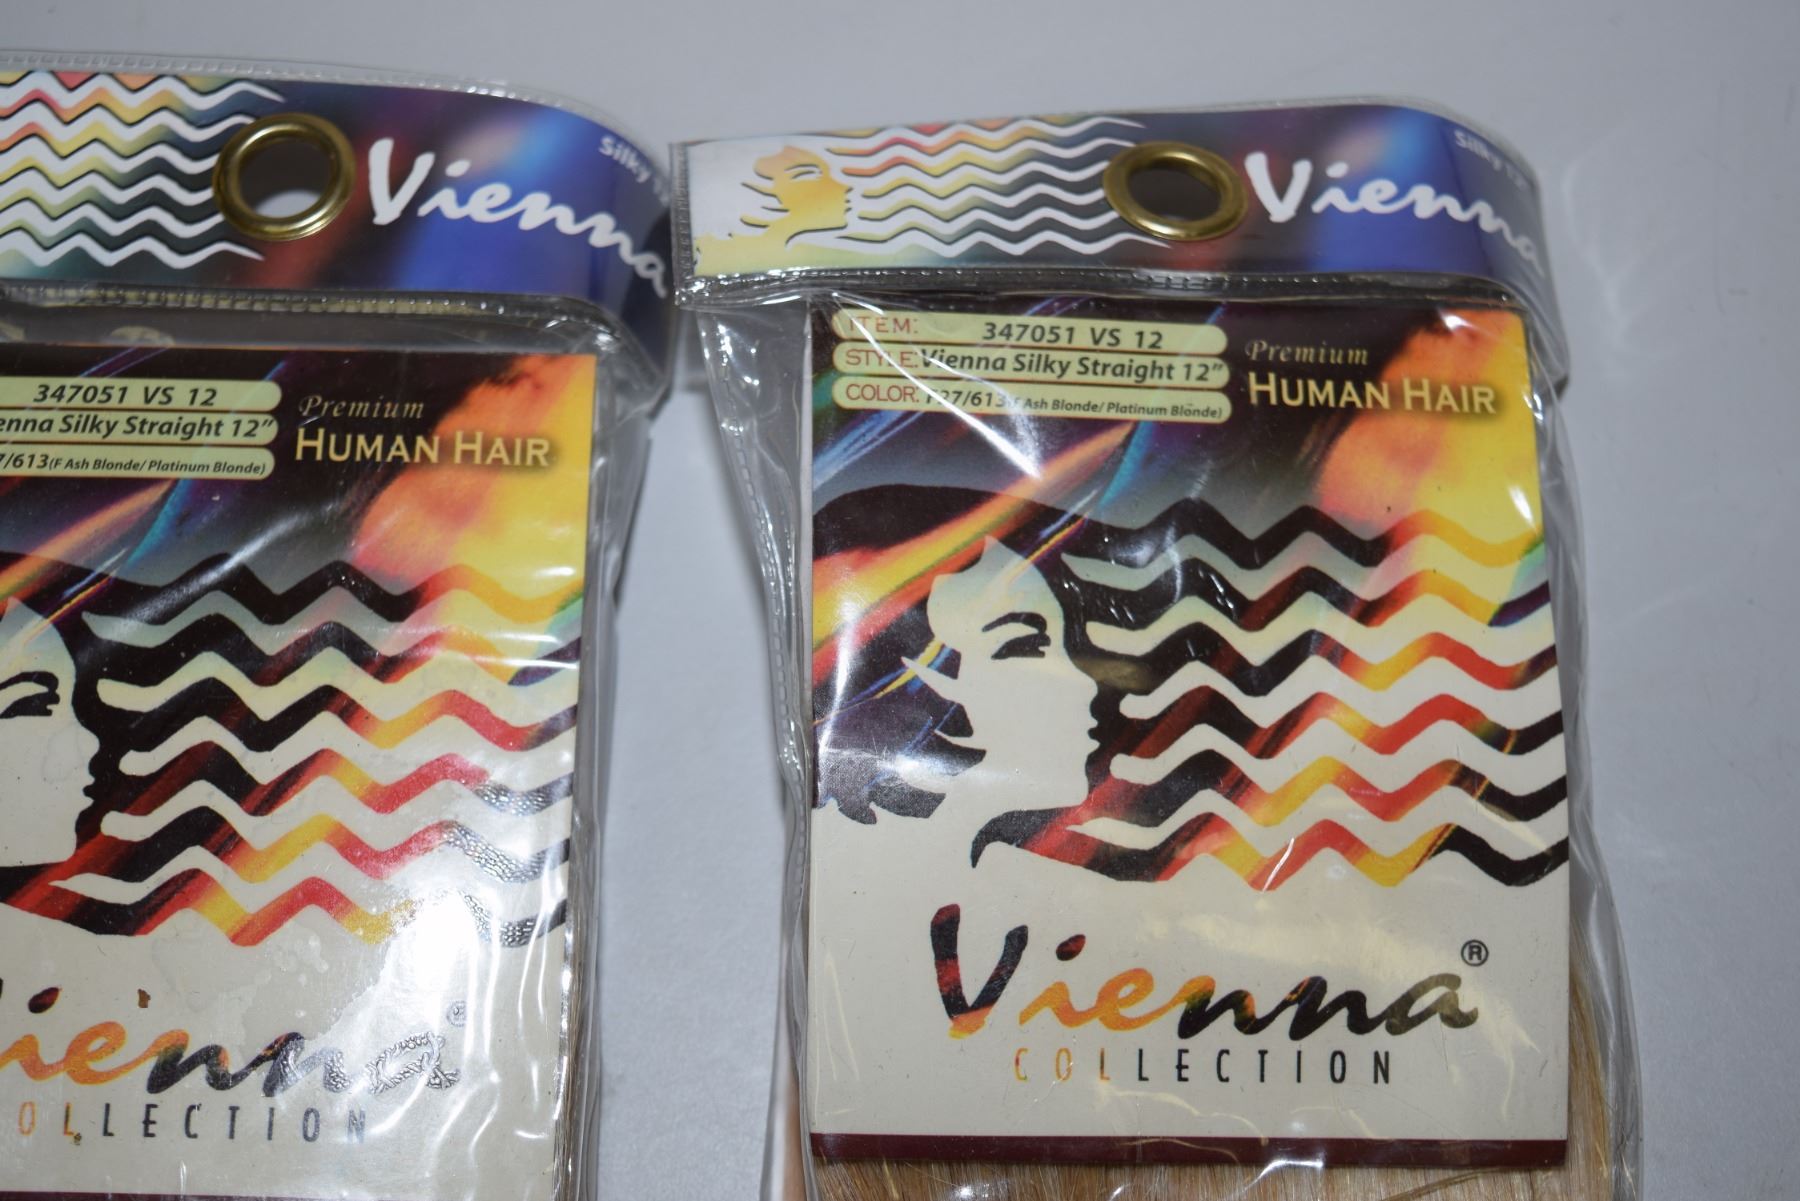 Vienna
Silky
347051 VS 12
enna Silky Straight 12"
7/613(F Ash Blonde/ Platinum Blonde)
Premium
HUMAN HAIR
Vienna ®
OLLECTION
Vienna
Silky 12"
ITEM: 347051 VS 12
STYLE: Vienna Silky Straight 12"
COLOR: F27/613(F Ash Blonde/ Platinum Blonde)
Premium
HUMAN HAIR
Vienna ®
COLLECTION